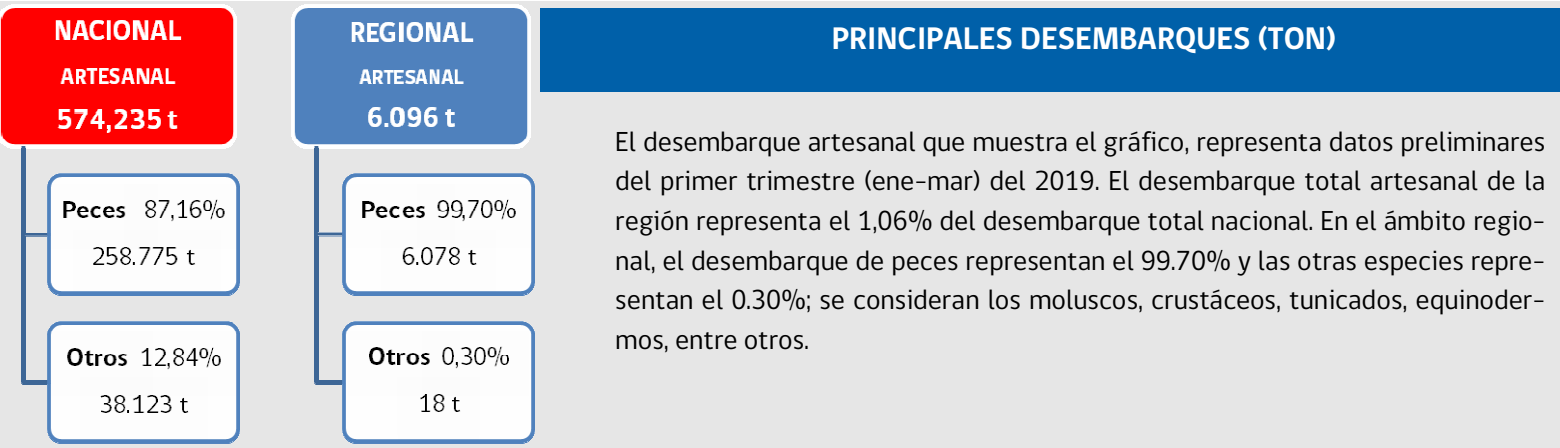 NACIONAL
ARTESANAL
574,235 t
Peces 87,16%
258.775 t
Otros 12,84%
38.123 t
REGIONAL
ARTESANAL
6.096 t
Peces 99,70%
6.078 t
Otros 0,30%
18 t
PRINCIPALES DESEMBARQUES (TON)
El desembarque artesanal que muestra el gráfico, representa datos preliminares
del primer trimestre (ene-mar) del 2019. El desembarque total artesanal de la
región representa el 1,06% del desembarque total nacional. En el ámbito regio-
nal, el desembarque de peces representan el 99.70% y las otras especies repre-
sentan el 0.30%; se consideran los moluscos, crustáceos, tunicados, equinoder-
mos, entre otros.